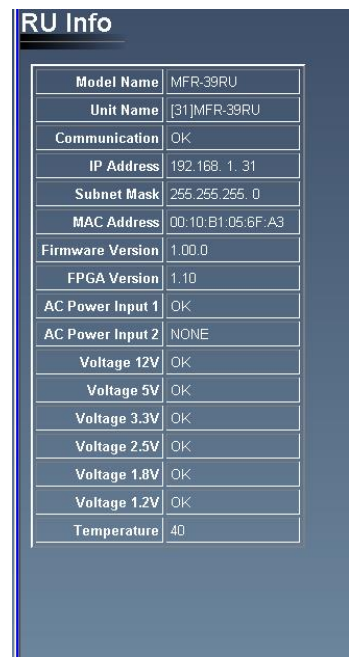 RU Info
Model Name MFR-39RU
Unit Name [31]MFR-39RU
Communication OK
IP Address 192.168. 1. 31
Subnet Mask 255.255.255. 0
MAC Address 00:10:B1:05:6F:A3
Firmware Version 1.00.0
FPGA Version 1.10
AC Power Input 1 OK
AC Power Input 2 NONE
Voltage 12V OK
Voltage 5V OK
Voltage 3.3V OK
Voltage 2.5V OK
Voltage 1.8V OK
Voltage 1.2V OK
Temperature 40